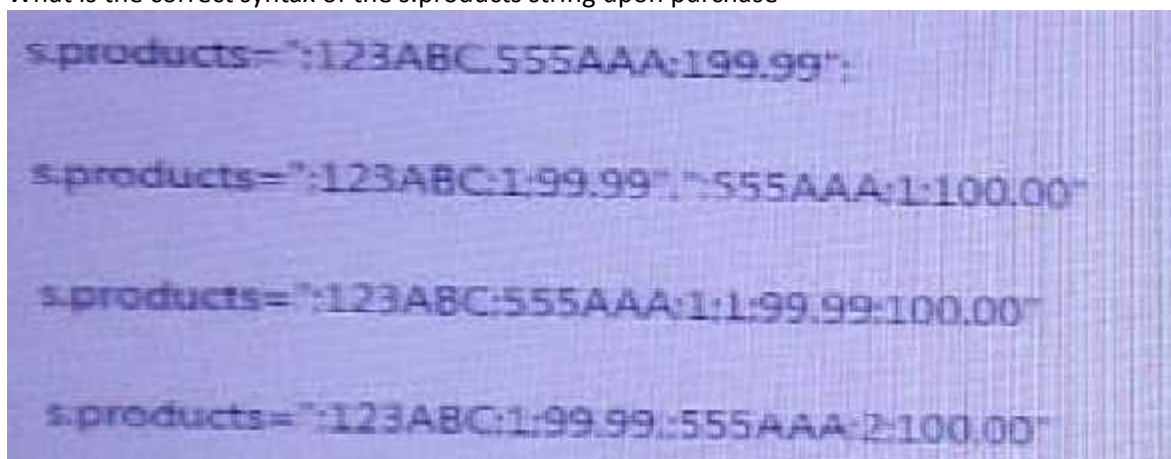 What is the correct syntax of the s.products string upon purchase
s.products=";123ABC,555AAA;199.99";
s.products=";123ABC;1;99.99",";555AAA;1;100.00"
s.products=";123ABC;555AAA;1;1;99.99;100.00"
s.products=";123ABC;1;99.99,;555AAA;2;100.00"